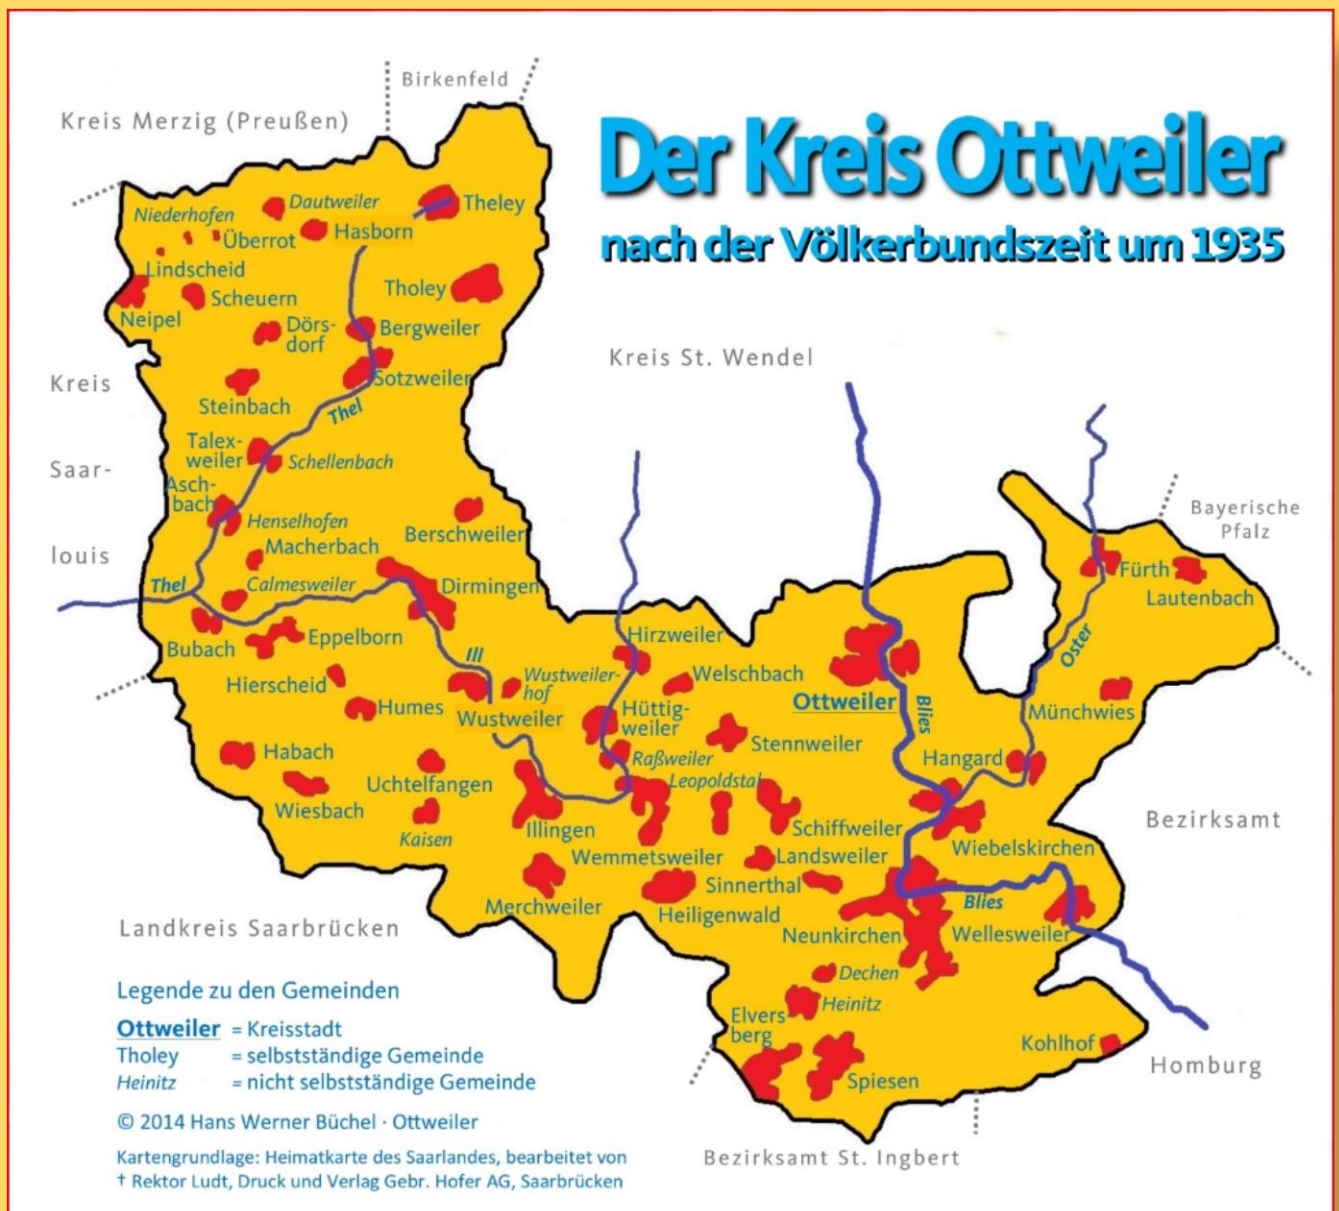 Birkenfeld
Kreis Merzig (Preußen)
Der Kreis Ottweiler
nach der Völkerbundszeit um 1935
Niederhofen
Dautweiler
Theley
Überrot
Hasborn
Lindscheid
Scheuern
Tholey
Neipel
Dörs-
dorf
Bergweiler
Kreis St. Wendel
Kreis
Sotzweiler
Steinbach
Thel
Talex-
weiler
Schellenbach
Saar-
Asch-
bach
Henselhofen
Berschweiler
Bayerische
Pfalz
louis
Macherbach
Thel
Calmesweiler
Dirmingen
Fürth
Lautenbach
Bubach
Eppelborn
Hirzweiler
Oster
Ill
Hierscheid
Wustweiler-
hof
Welschbach
Humes
Wustweiler
Hüttig-
weiler
Ottweiler
Blies
Münchwies
Habach
Stennweiler
Hangard
Raßweiler
Uchtelfangen
Leopoldstal
Wiesbach
Kaisen
Illingen
Schiffweiler
Bezirksamt
Wemmetsweiler
Landsweiler
Wiebelskirchen
Sinnerthal
Merchweiler
Heiligenwald
Blies
Neunkirchen
Wellesweiler
Landkreis Saarbrücken
Dechen
Heinitz
Elvers-
berg
Kohlhof
Spiesen
Homburg
Bezirksamt St. Ingbert
Legende zu den Gemeinden
Ottweiler = Kreisstadt
Tholey = selbstständige Gemeinde
Heinitz = nicht selbstständige Gemeinde
© 2014 Hans Werner Büchel · Ottweiler
Kartengrundlage: Heimatkarte des Saarlandes, bearbeitet von
† Rektor Ludt, Druck und Verlag Gebr. Hofer AG, Saarbrücken